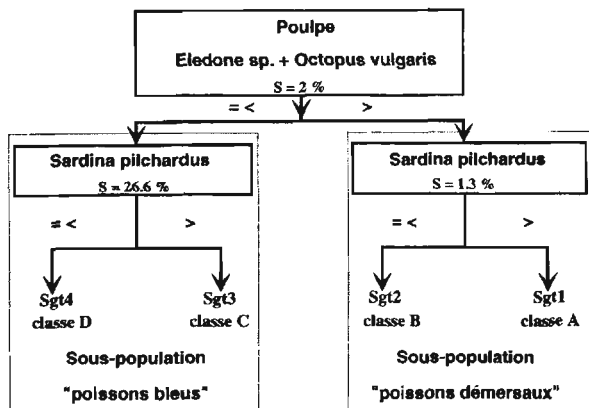 Poulpe
Eledone sp. + Octopus vulgaris
S = 2 %
= < >
Sardina pilchardus
S = 26.6 %
= < >
Sgt4
classe D
Sgt3
classe C
Sous-population
"poissons bleus"
Sardina pilchardus
S = 1.3 %
= < >
Sgt2
classe B
Sgt1
classe A
Sous-population
"poissons démersaux"